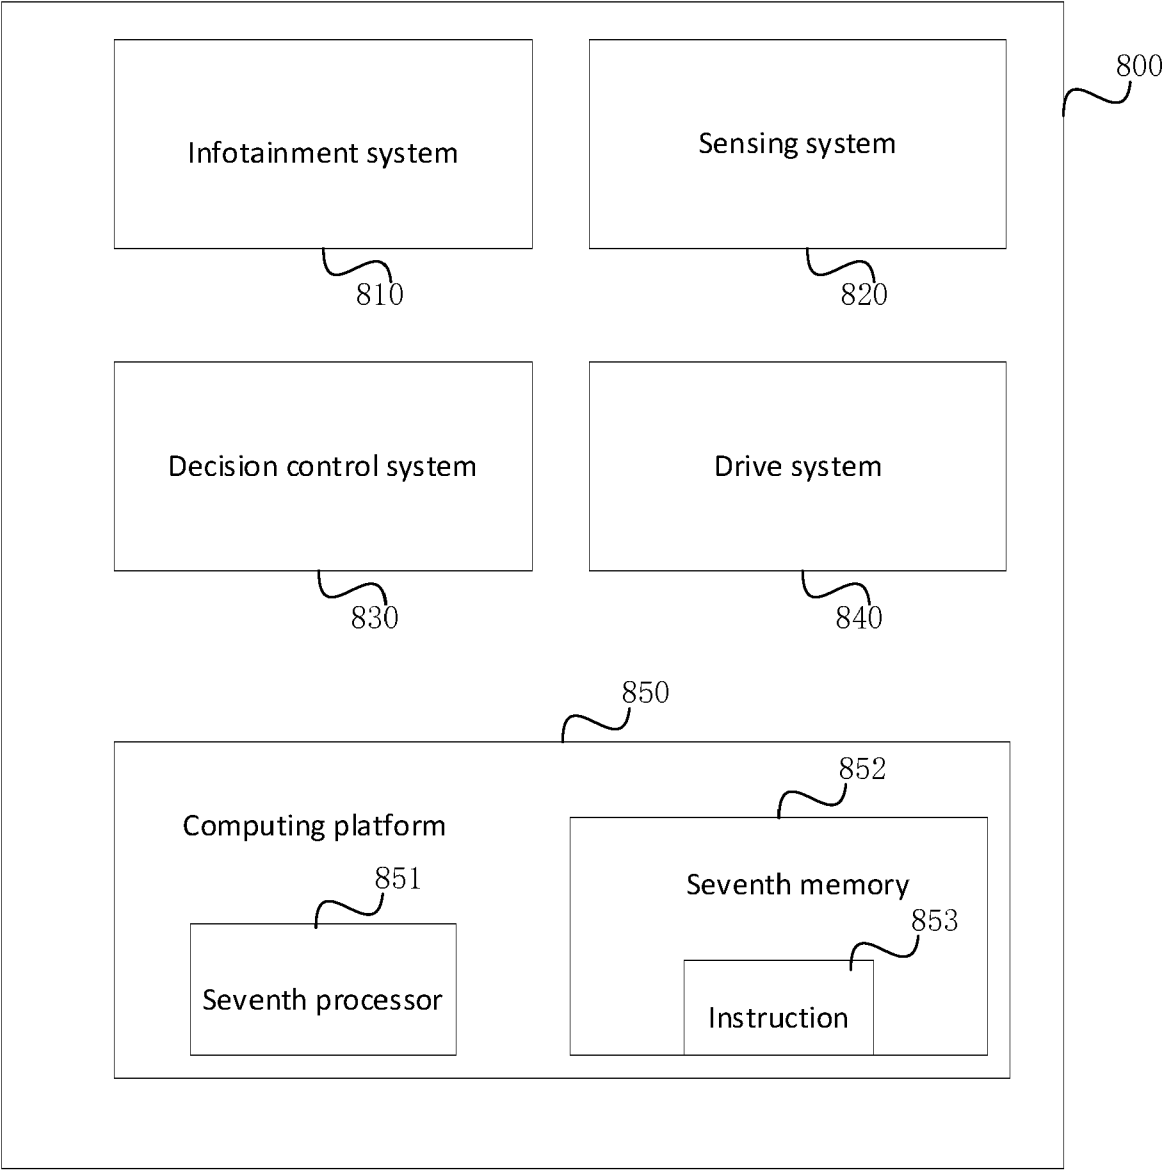 800
Infotainment system
Sensing system
810
820
Decision control system
Drive system
830
840
850
852
Computing platform
851
Seventh memory
853
Seventh processor
Instruction